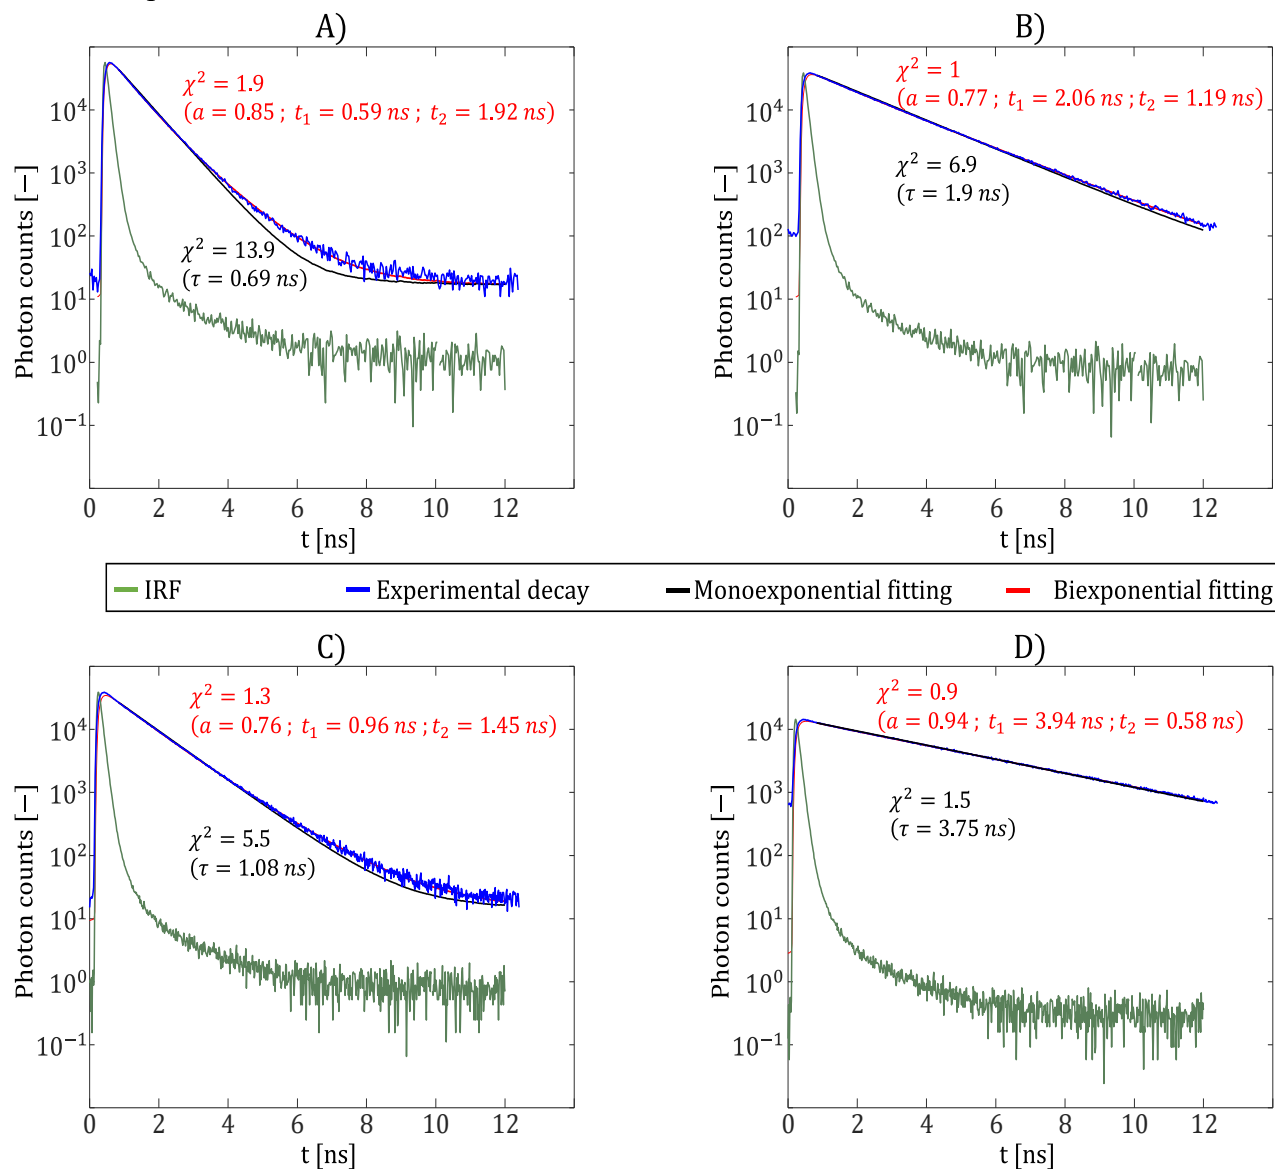 A)
χ² = 1.9
(a = 0.85 ; t₁ = 0.59 ns ; t₂ = 1.92 ns)
χ² = 13.9
(τ = 0.69 ns)
Photon counts [—]
10⁴
10³
10²
10¹
10⁰
10⁻¹
0 2 4 6 8 10 12
t [ns]
B)
χ² = 1
(a = 0.77 ; t₁ = 2.06 ns ; t₂ = 1.19 ns)
χ² = 6.9
(τ = 1.9 ns)
Photon counts [—]
10⁴
10³
10²
10¹
10⁰
10⁻¹
0 2 4 6 8 10 12
t [ns]
IRF Experimental decay Monoexponential fitting Biexponential fitting
C)
χ² = 1.3
(a = 0.76 ; t₁ = 0.96 ns ; t₂ = 1.45 ns)
χ² = 5.5
(τ = 1.08 ns)
Photon counts [—]
10⁴
10³
10²
10¹
10⁰
10⁻¹
0 2 4 6 8 10 12
t [ns]
D)
χ² = 0.9
(a = 0.94 ; t₁ = 3.94 ns ; t₂ = 0.58 ns)
χ² = 1.5
(τ = 3.75 ns)
Photon counts [—]
10⁴
10³
10²
10¹
10⁰
10⁻¹
0 2 4 6 8 10 12
t [ns]